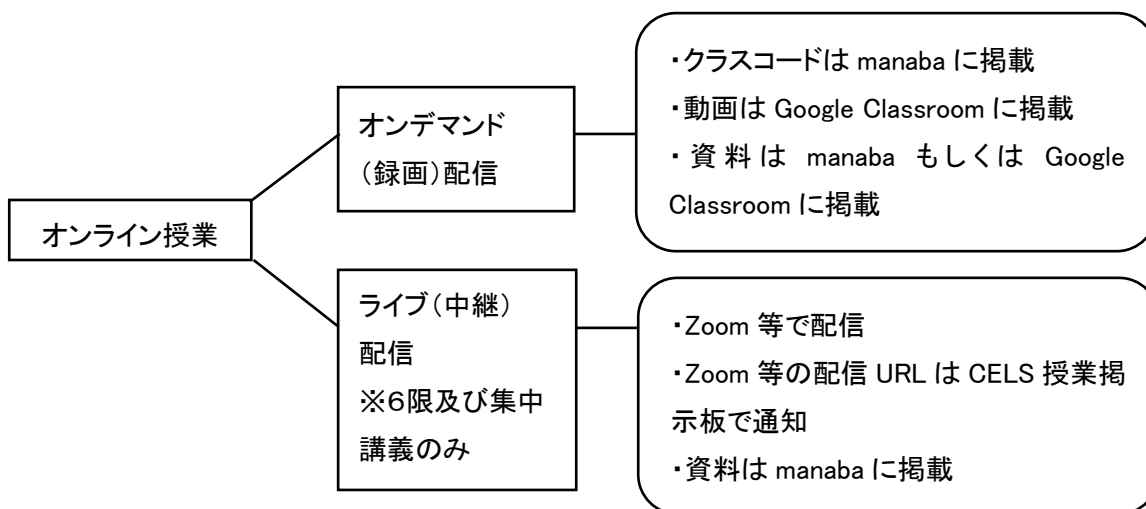 オンライン授業
オンデマンド
(録画)配信
・クラスコードは manaba に掲載
・動画は Google Classroom に掲載
・資料は manaba もしくは Google
Classroom に掲載
ライブ(中継)
配信
※6限及び集中
講義のみ
・Zoom 等で配信
・Zoom 等の配信 URL は CELS 授業掲
示板で通知
・資料は manaba に掲載